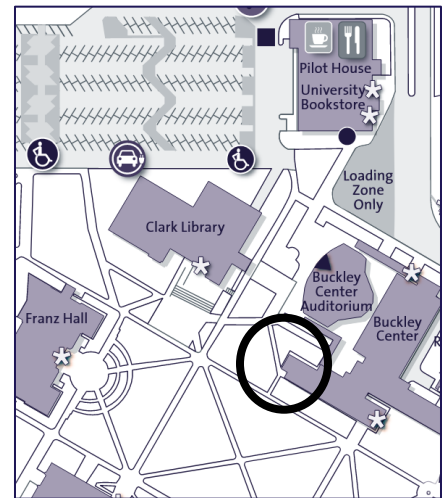 Pilot House
University
Bookstore
Loading
Zone
Only
Clark Library
Buckley
Center
Auditorium
Franz Hall
Buckley
Center